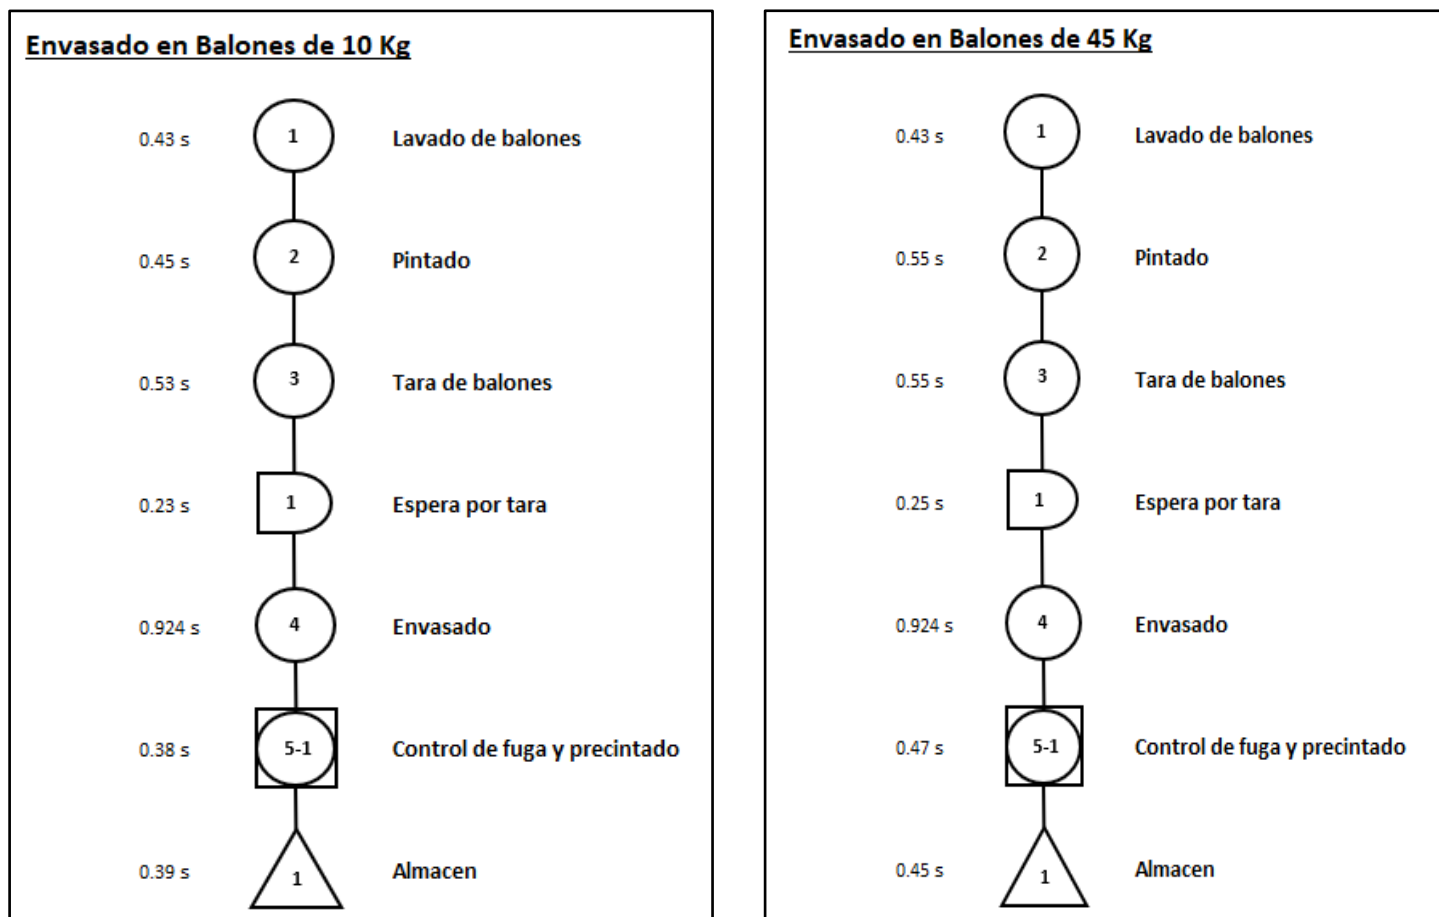 Envasado en Balones de 10 Kg
0.43 s 1 Lavado de balones
0.45 s 2 Pintado
0.53 s 3 Tara de balones
0.23 s 1 Espera por tara
0.924 s 4 Envasado
0.38 s 5-1 Control de fuga y precintado
0.39 s 1 Almacen
Envasado en Balones de 45 Kg
0.43 s 1 Lavado de balones
0.55 s 2 Pintado
0.55 s 3 Tara de balones
0.25 s 1 Espera por tara
0.924 s 4 Envasado
0.47 s 5-1 Control de fuga y precintado
0.45 s 1 Almacen